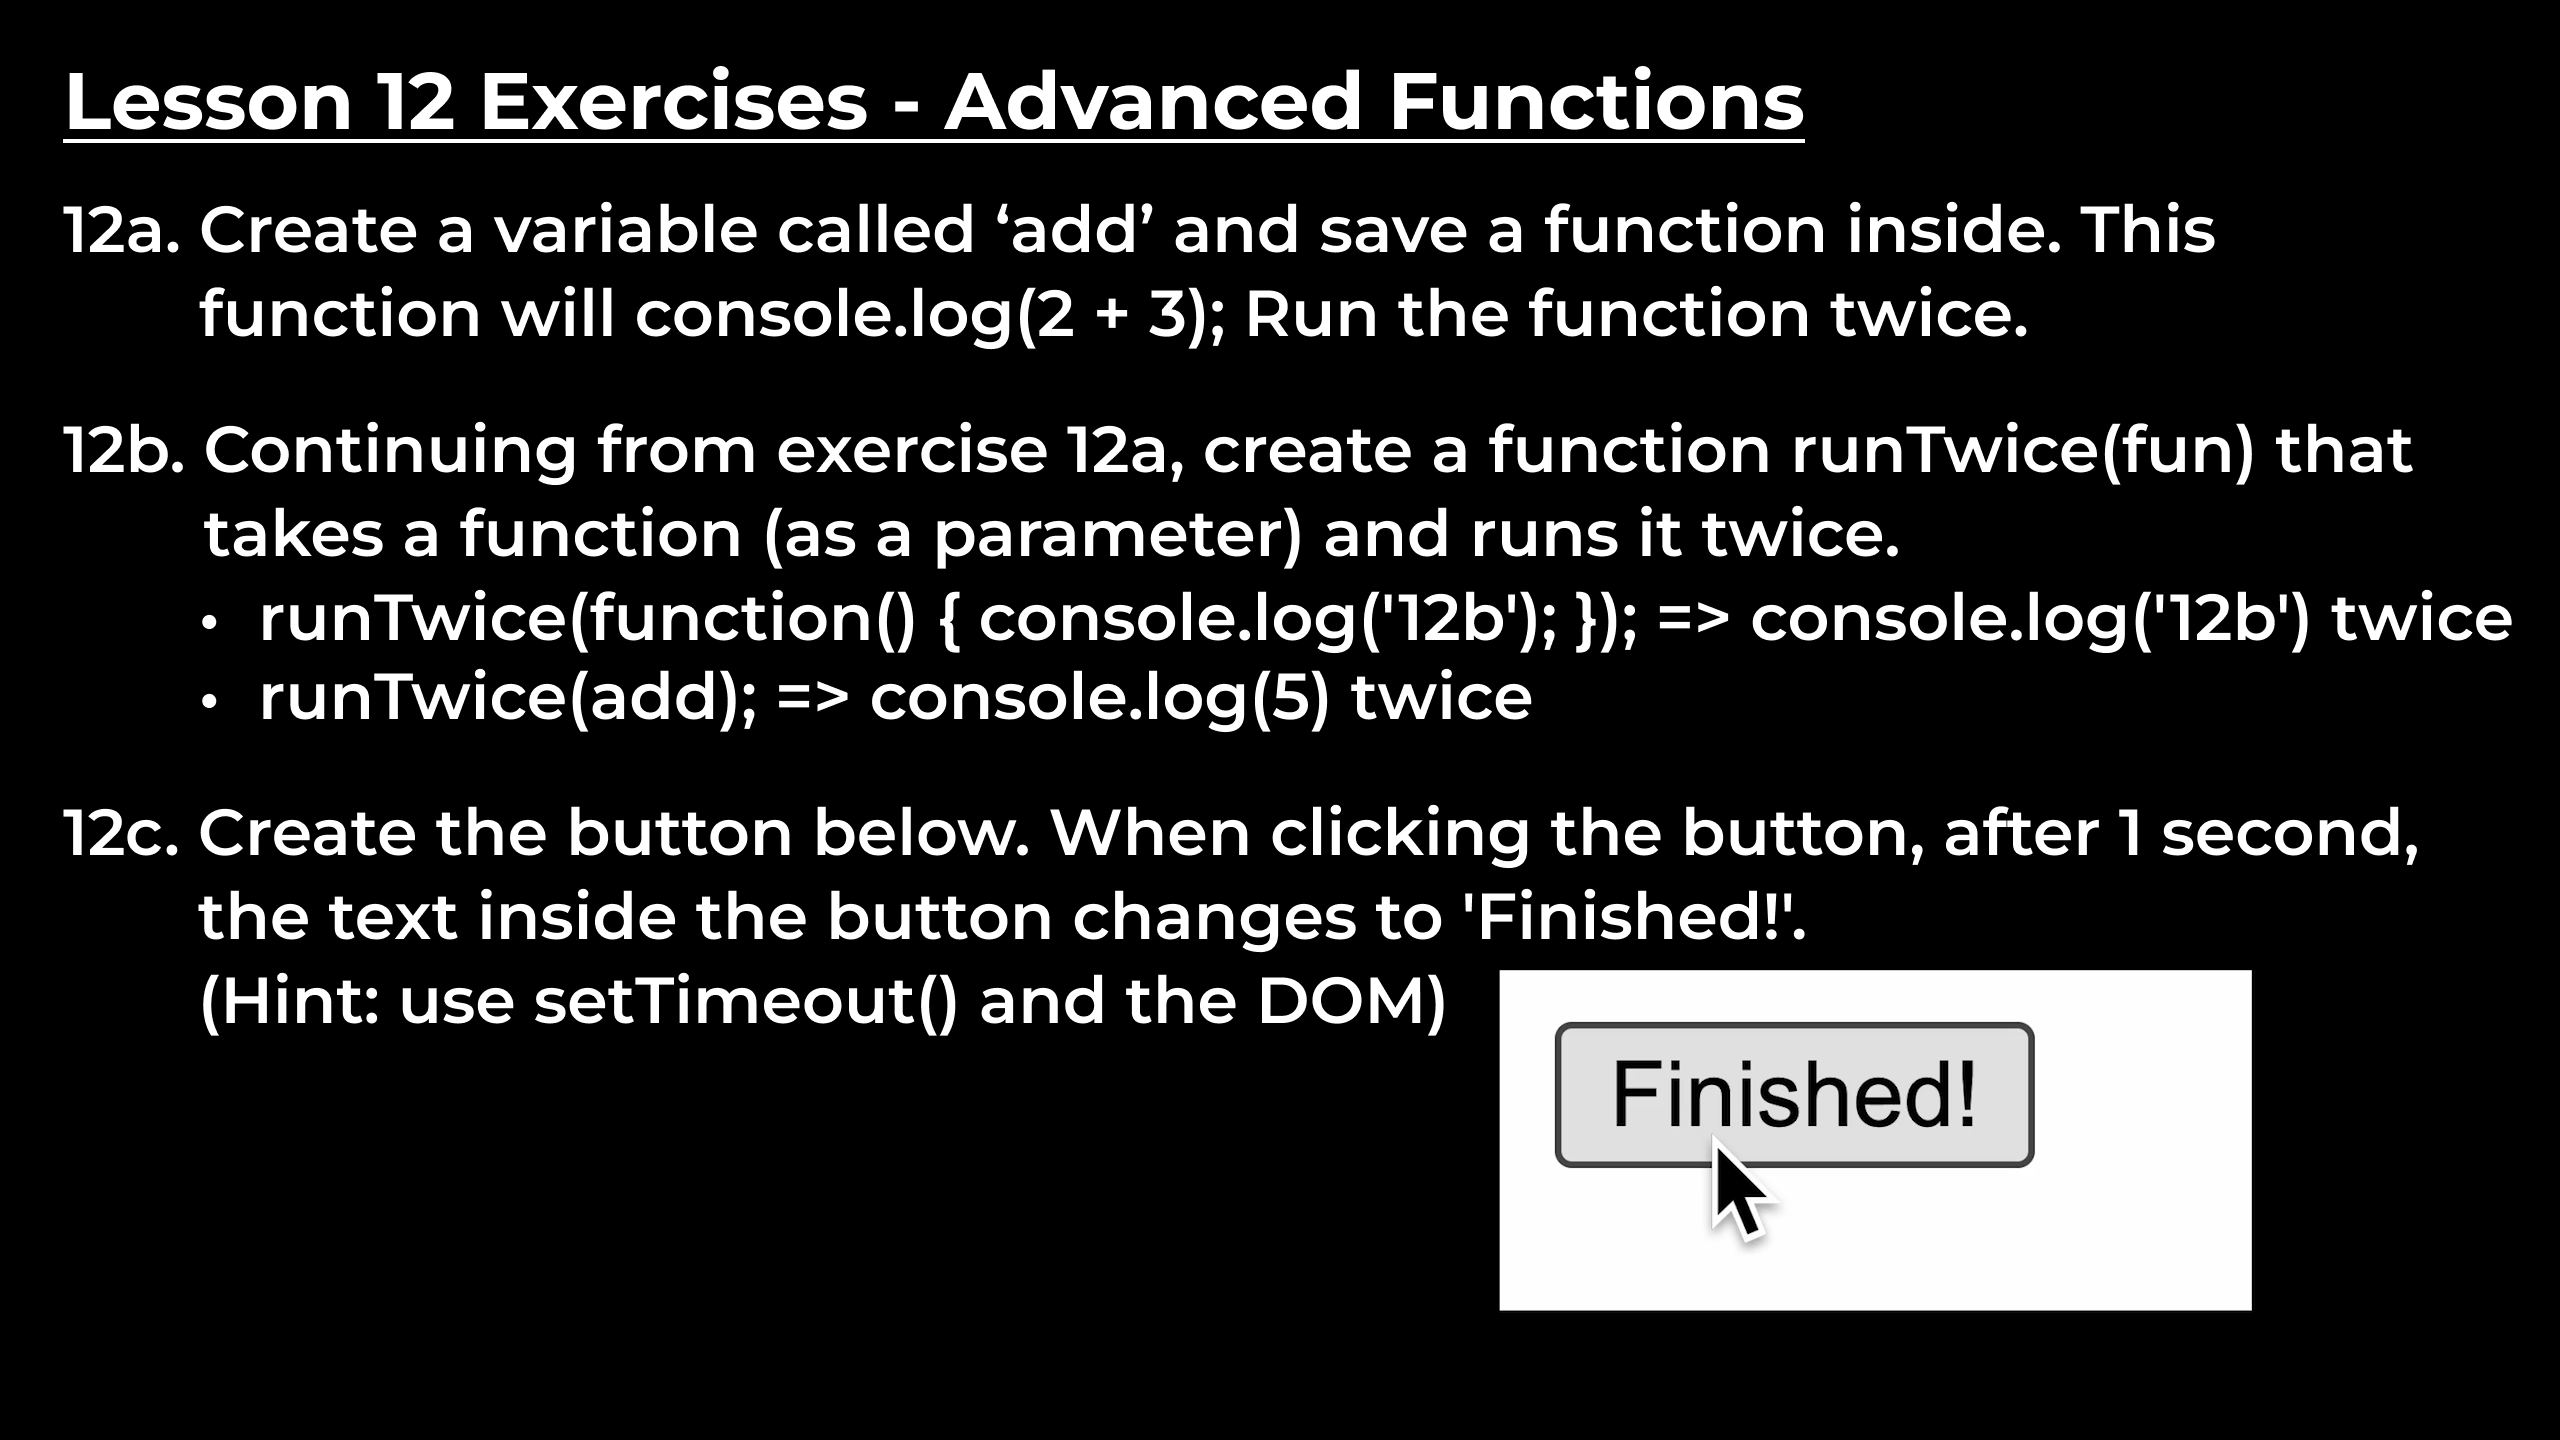 Lesson 12 Exercises - Advanced Functions
12a. Create a variable called ‘add’ and save a function inside. This
function will console.log(2 + 3); Run the function twice.
12b. Continuing from exercise 12a, create a function runTwice(fun) that
takes a function (as a parameter) and runs it twice.
• runTwice(function() { console.log('12b'); }); => console.log('12b') twice
• runTwice(add); => console.log(5) twice
12c. Create the button below. When clicking the button, after 1 second,
the text inside the button changes to 'Finished!'.
(Hint: use setTimeout() and the DOM)
Finished!